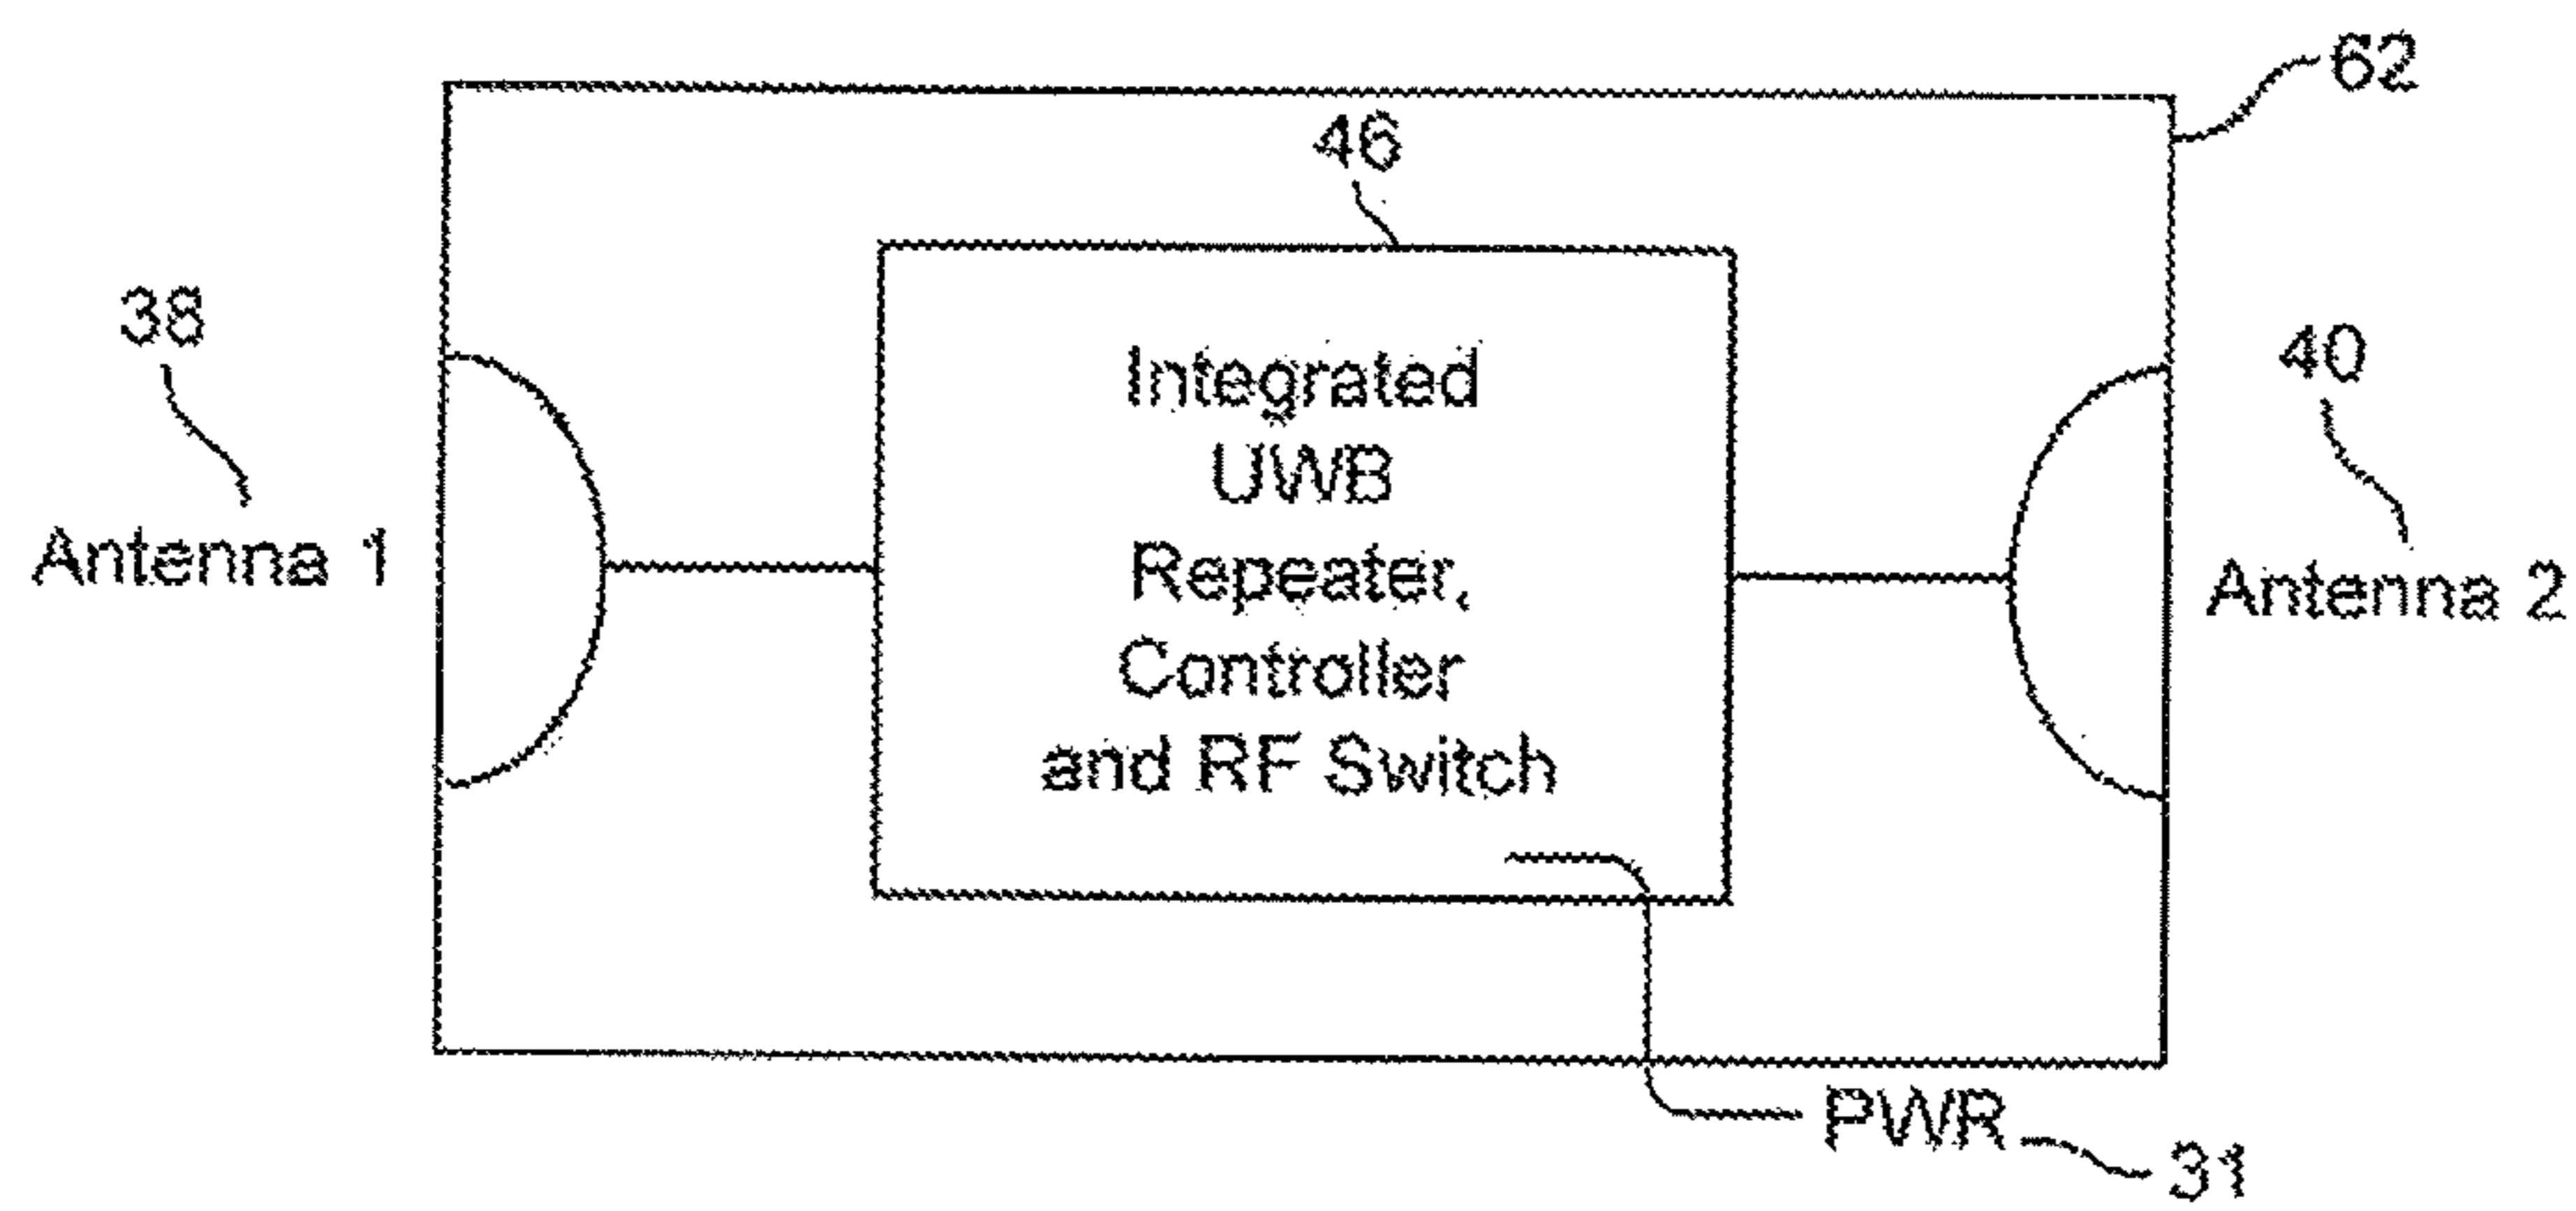 62
46
38
40
Integrated
UWB
Repeater,
Controller
and RF Switch
Antenna 1
Antenna 2
PWR
31